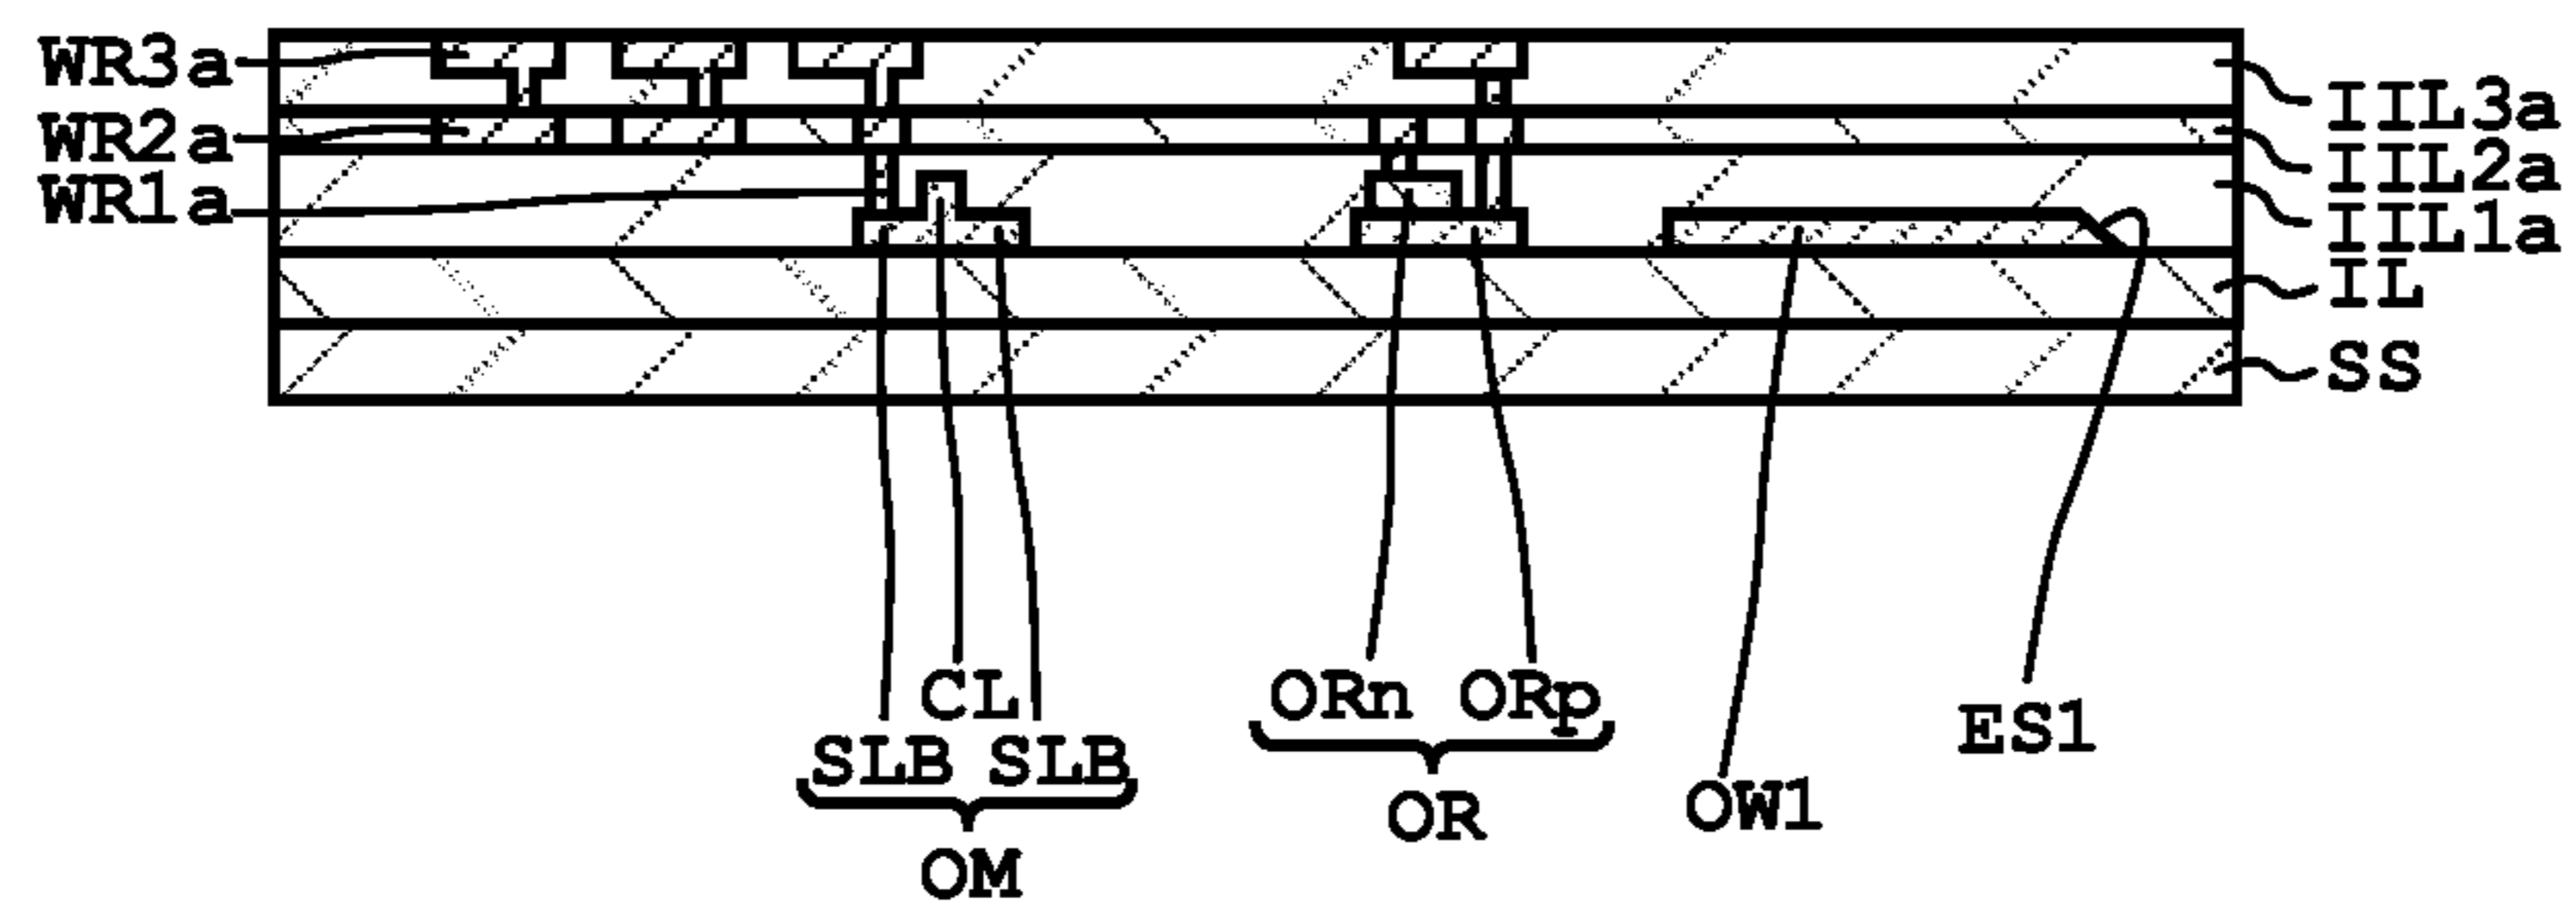 WR3a
WR2a
WR1a
IIL3a
IIL2a
IIL1a
IL
SS
CL
SLB SLB
OM
ORn ORp
OR
OW1
ES1